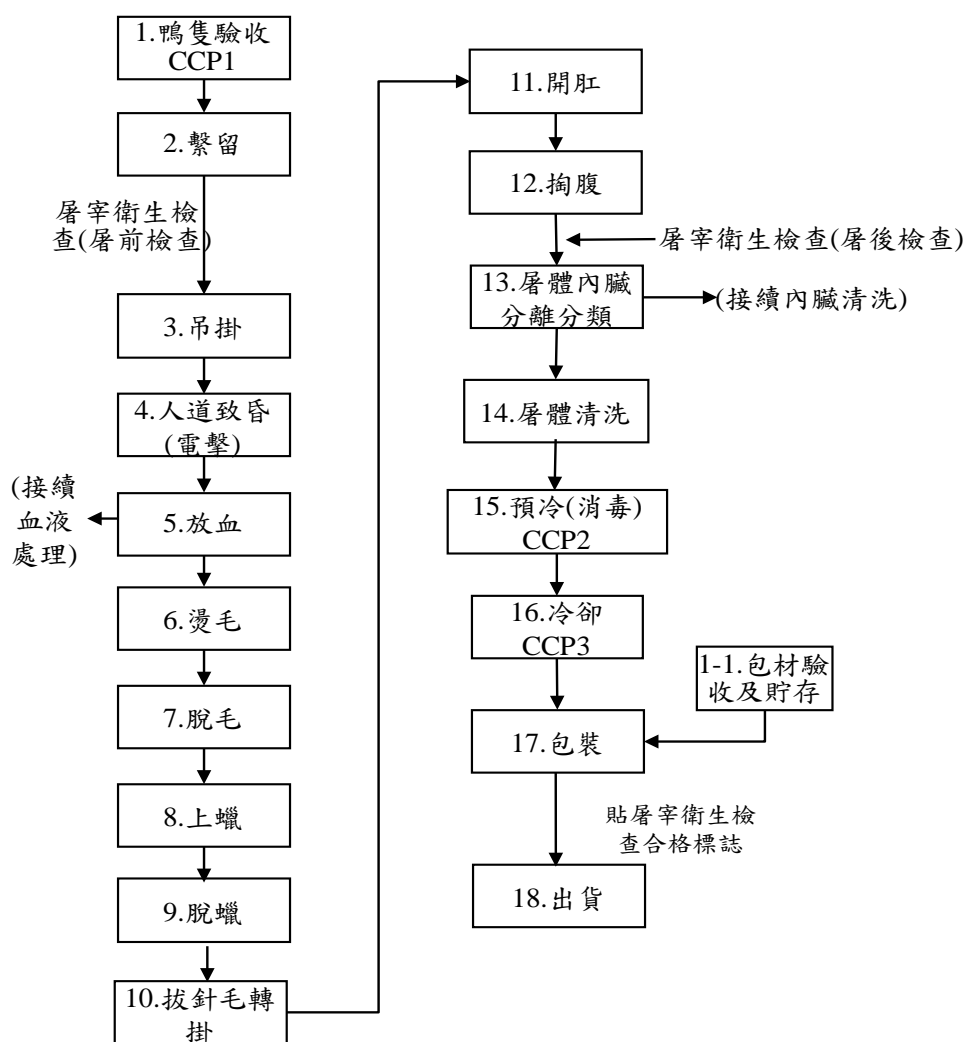 1.鴨隻驗收
CCP1
2.繫留
屠宰衛生檢
查(屠前檢查)
3.吊掛
4.人道致昏
(電擊)
(接續
血液
處理)
5.放血
6.燙毛
7.脫毛
8.上蠟
9.脫蠟
10.拔針毛轉
掛
11.開肛
12.掏腹
屠宰衛生檢查(屠後檢查)
13.屠體內臟
分離分類
(接續內臟清洗)
14.屠體清洗
15.預冷(消毒)
CCP2
16.冷卻
CCP3
1-1.包材驗
收及貯存
17.包裝
貼屠宰衛生檢
查合格標誌
18.出貨